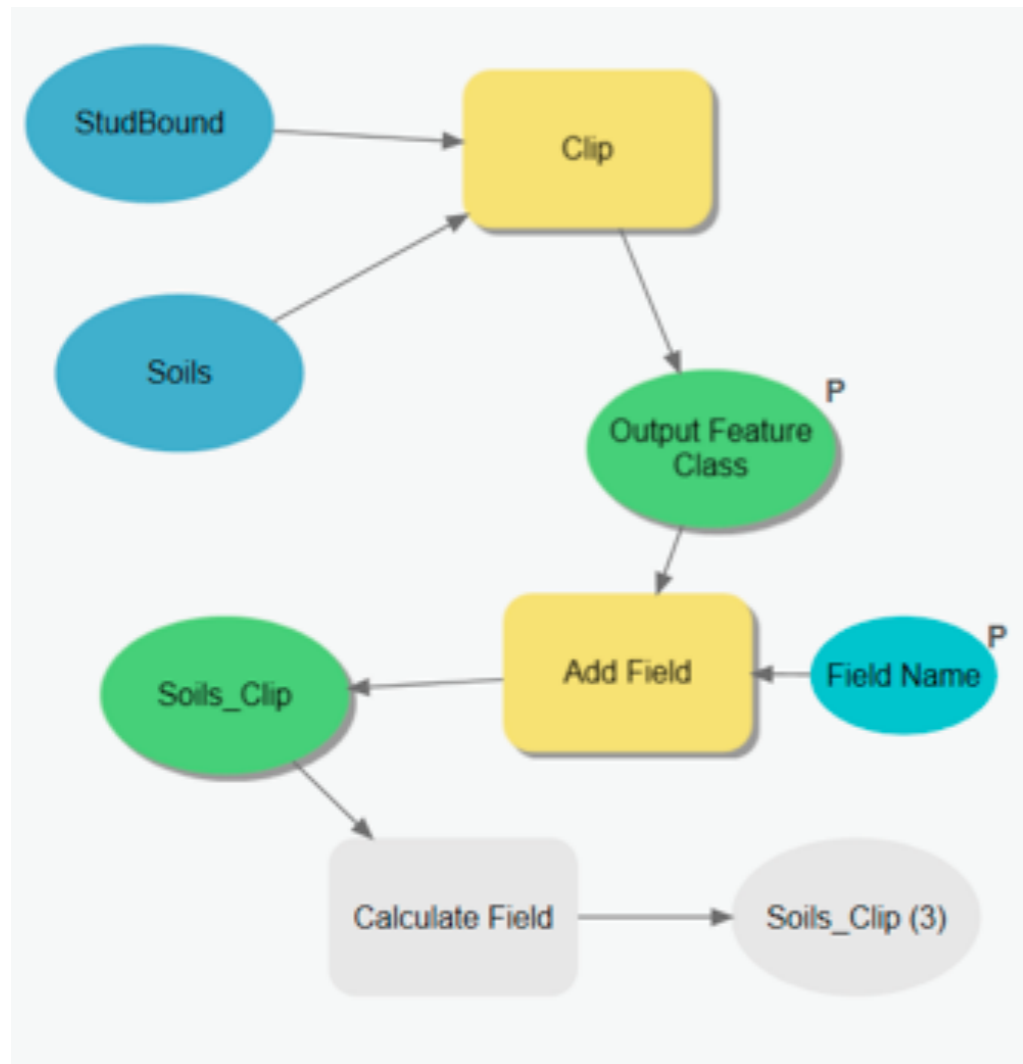 StudBound
Clip
Soils
P
Output Feature
Class
P
Add Field
Field Name
Soils_Clip
Calculate Field
Soils_Clip (3)